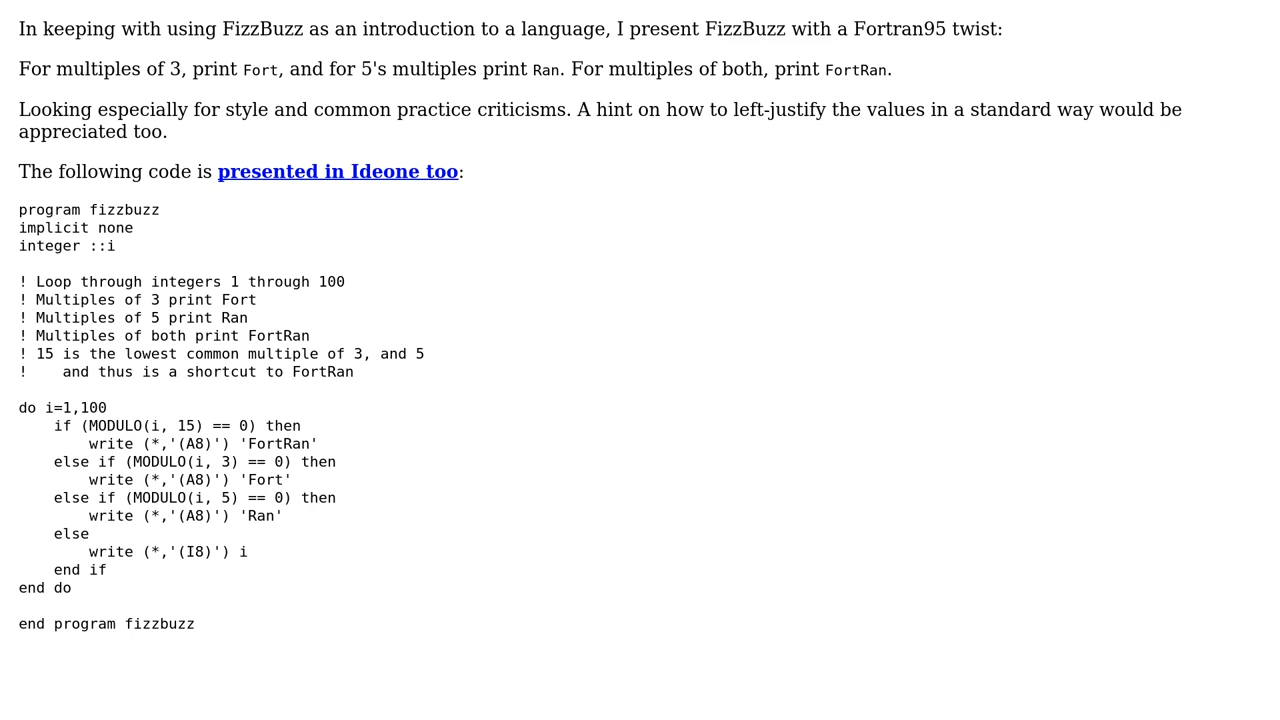 In keeping with using FizzBuzz as an introduction to a language, I present FizzBuzz with a Fortran95 twist:
For multiples of 3, print Fort, and for 5's multiples print Ran. For multiples of both, print FortRan.
Looking especially for style and common practice criticisms. A hint on how to left-justify the values in a standard way would be
appreciated too.
The following code is presented in Ideone too:
program fizzbuzz
implicit none
integer ::i

! Loop through integers 1 through 100
! Multiples of 3 print Fort
! Multiples of 5 print Ran
! Multiples of both print FortRan
! 15 is the lowest common multiple of 3, and 5
!    and thus is a shortcut to FortRan

do i=1,100
    if (MODULO(i, 15) == 0) then
        write (*,'(A8)') 'FortRan'
    else if (MODULO(i, 3) == 0) then
        write (*,'(A8)') 'Fort'
    else if (MODULO(i, 5) == 0) then
        write (*,'(A8)') 'Ran'
    else
        write (*,'(I8)') i
    end if
end do

end program fizzbuzz